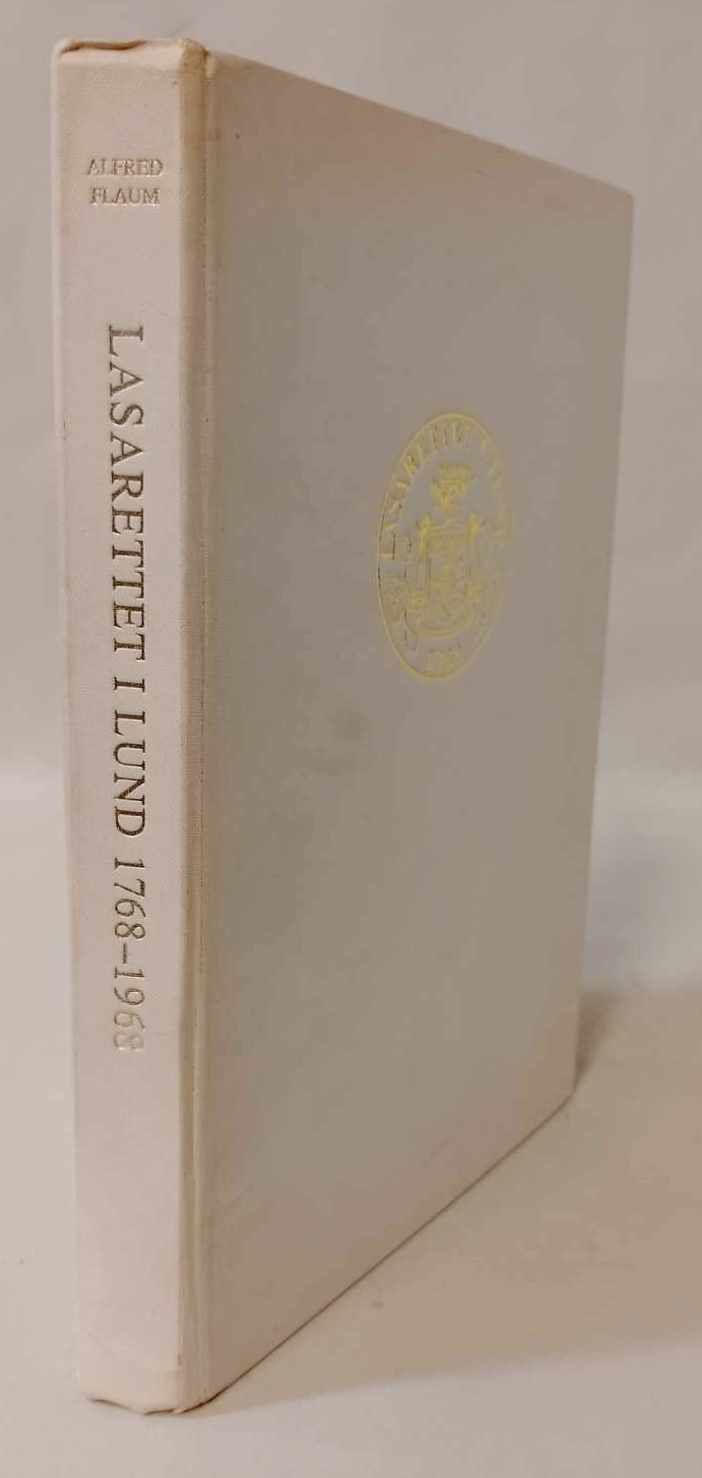 ALFRED
FLAUM
LASARETTET I LUND 1768–1968